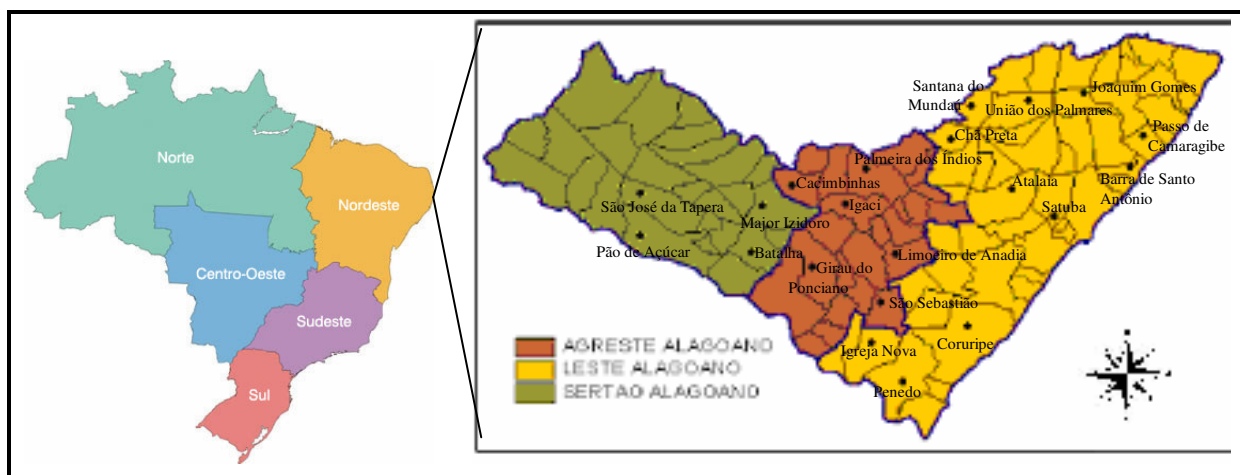 Norte
Nordeste
Centro-Oeste
Sudeste
Sul
Santana do
Mundaú
Joaquim Gomes
União dos Palmares
Chã Preta
Passo de
Camaragibe
Palmeira dos Índios
Cacimbinhas
Igaci
Atalaia
Barra de Santo
Antônio
Satuba
São José da Tapera
Major Izidoro
Pão de Açúcar
Batalha
Girau do
Ponciano
Limoeiro de Anadia
São Sebastião
Igreja Nova
Coruripe
Penedo
AGRESTE ALAGOANO
LESTE ALAGOANO
SERTAO ALAGOANO